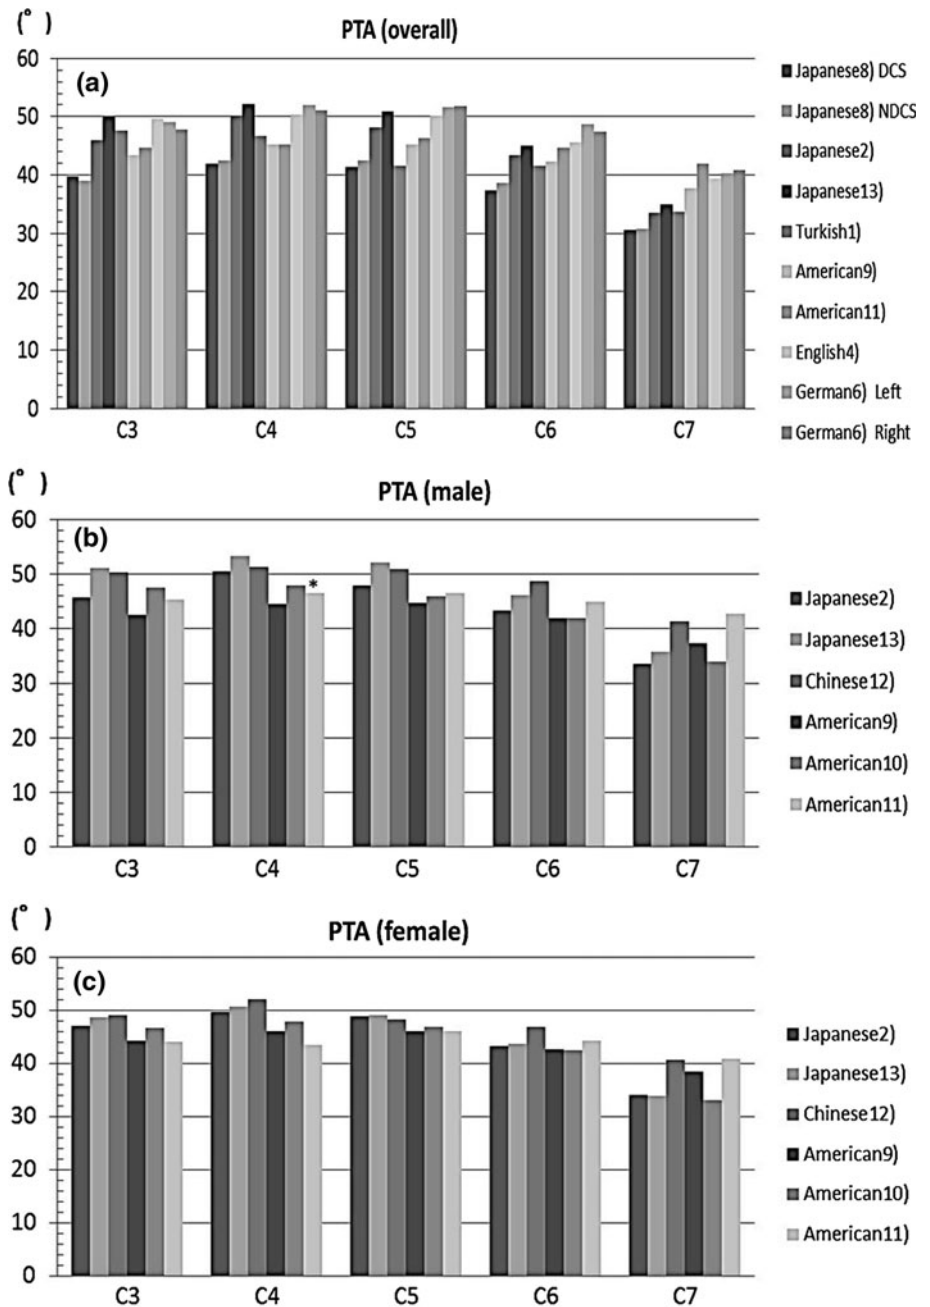 (° )
PTA (overall)
(a)
60
50
40
30
20
10
0
C3 C4 C5 C6 C7
Japanese8) DCS
Japanese8) NDCS
Japanese2)
Japanese13)
Turkish1)
American9)
American11)
English4)
German6) Left
German6) Right
(° )
PTA (male)
(b)
60
50
40
30
20
10
0
*
C3 C4 C5 C6 C7
Japanese2)
Japanese13)
Chinese12)
American9)
American10)
American11)
(° )
PTA (female)
(c)
60
50
40
30
20
10
0
C3 C4 C5 C6 C7
Japanese2)
Japanese13)
Chinese12)
American9)
American10)
American11)